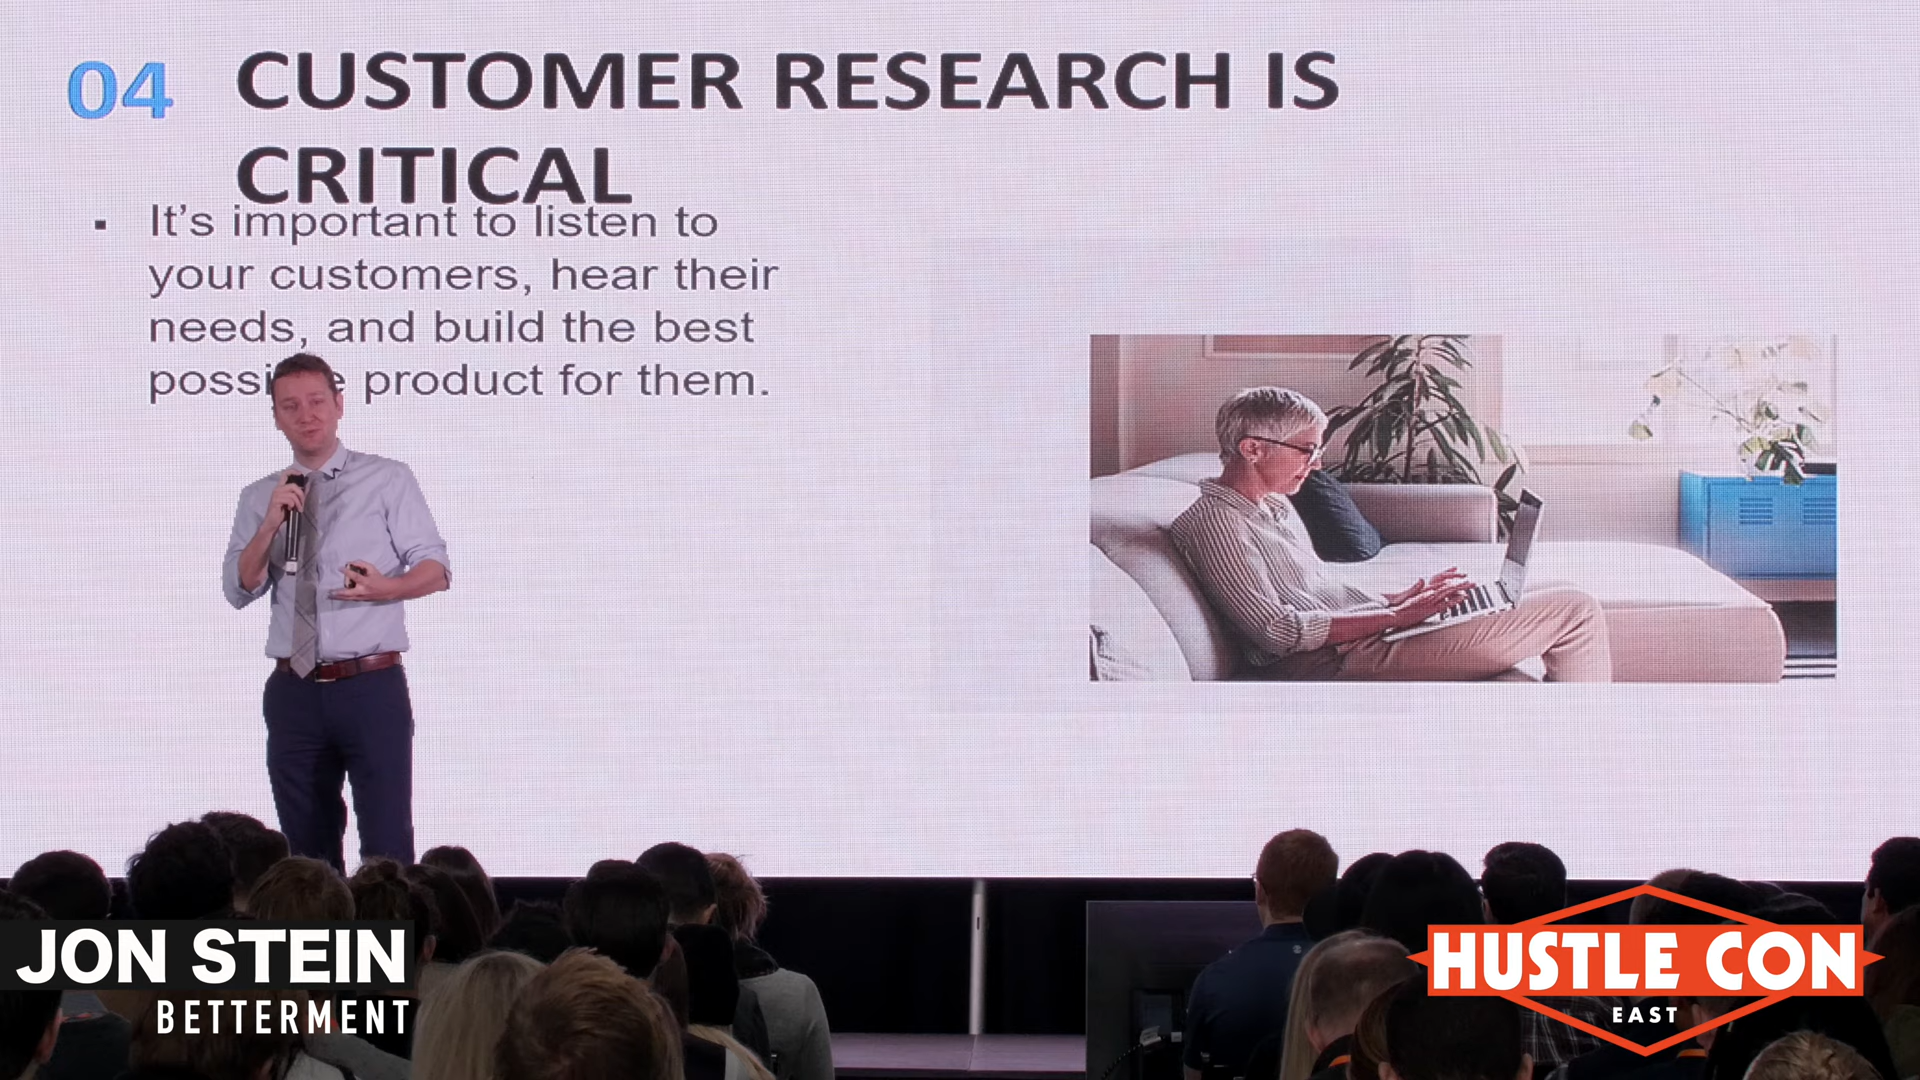 04 CUSTOMER RESEARCH IS
CRITICAL
▪ It's important to listen to
your customers, hear their
needs, and build the best
product for them.
JON STEIN
BETTERMENT
HUSTLE CON
EAST